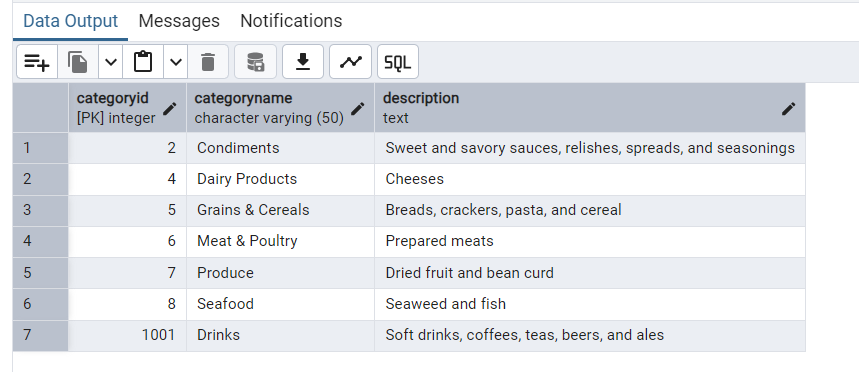 Data Output Messages Notifications
SQL
categoryid categoryname description
[PK] integer character varying (50) text
1 2 Condiments Sweet and savory sauces, relishes, spreads, and seasonings
2 4 Dairy Products Cheeses
3 5 Grains & Cereals Breads, crackers, pasta, and cereal
4 6 Meat & Poultry Prepared meats
5 7 Produce Dried fruit and bean curd
6 8 Seafood Seaweed and fish
7 1001 Drinks Soft drinks, coffees, teas, beers, and ales